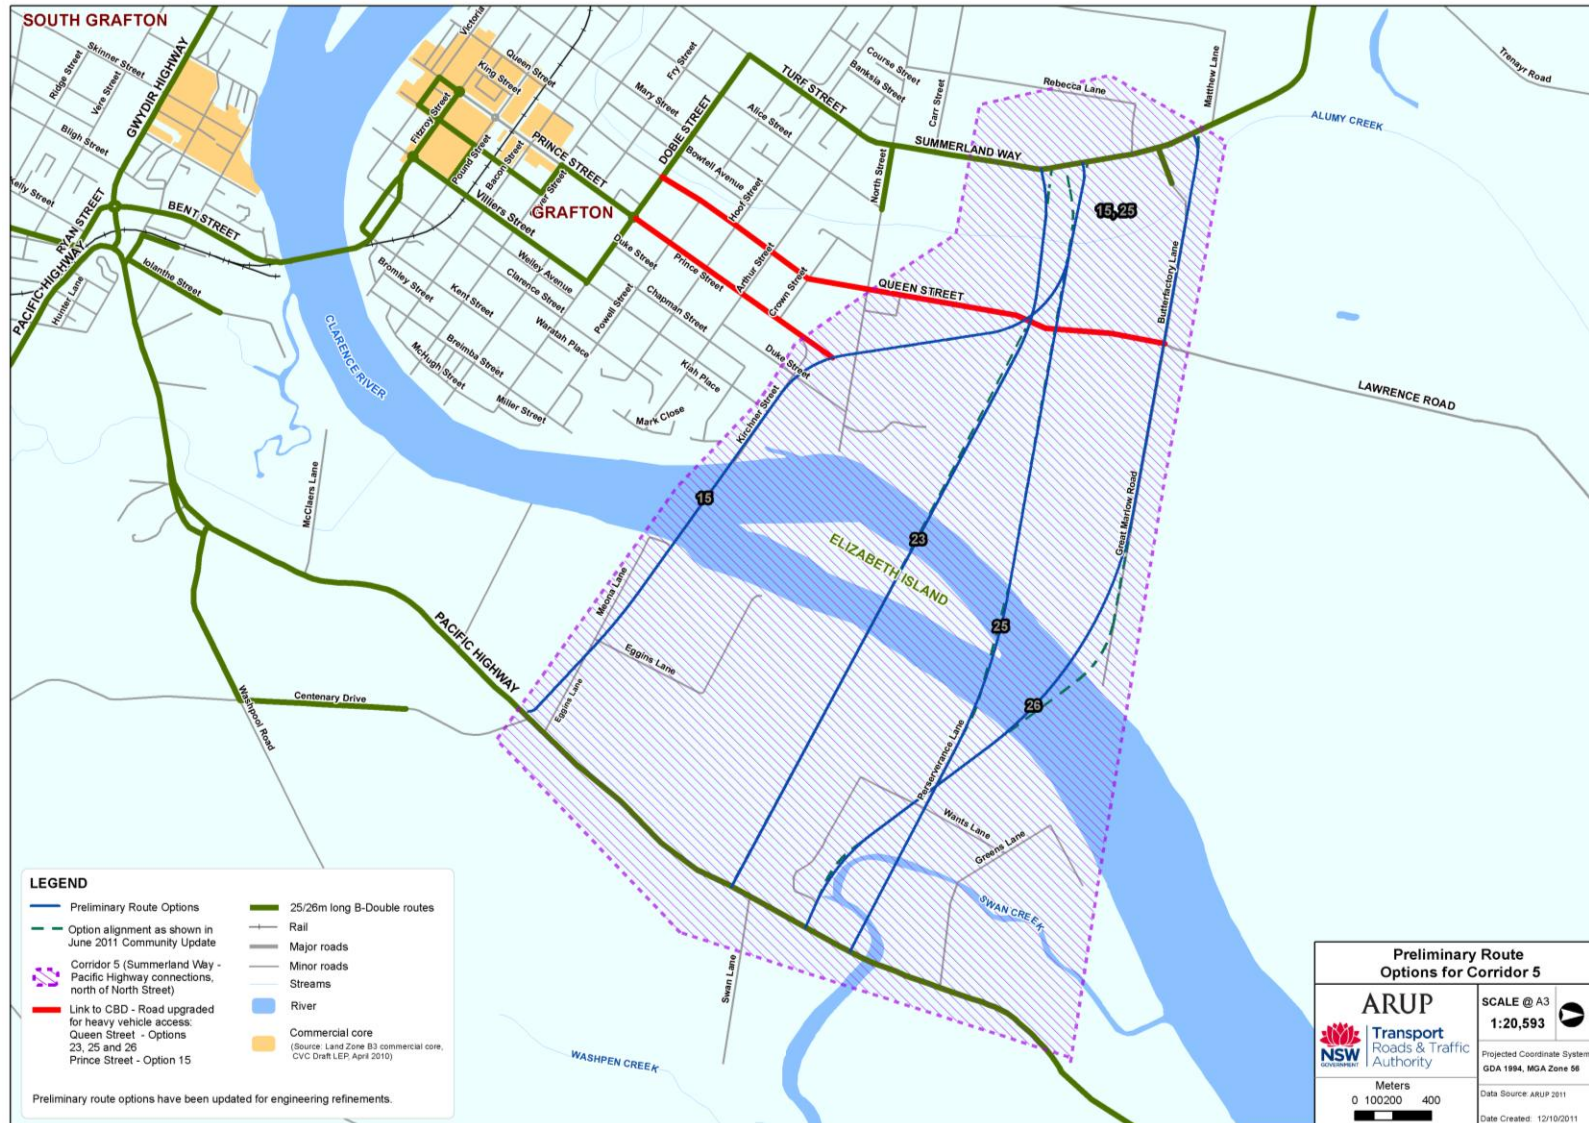 SOUTH GRAFTON
Ridge Street
Skinner Street
Vere Street
Bligh Street
GWYDIR HIGHWAY
Kelly Street
RYAN STREET
PACIFIC HIGHWAY
BENT STREET
Hunter Lane
Iolanthe Street
CLARENCE RIVER
Victoria
Queen Street
King Street
Fitzroy Street
Pound Street
Bacon Street
PRINCE STREET
Villiers Street
GRAFTON
Fry Street
Mary Street
DOBIE STREET
Alice Street
Bowtell Avenue
Hoof Street
TURF STREET
Course Street
Banksia Street
Carr Street
North Street
SUMMERLAND WAY
Rebecca Lane
Matthew Lane
Trenayr Road
ALUMY CREEK
15, 25
Butterfactory Lane
QUEEN STREET
Duke Street
Prince Street
Arthur Street
Crown Street
Weiley Avenue
Clarence Street
Powell Street
Chapman Street
Bromley Street
Kent Street
Waratah Place
Breimba Street
McHugh Street
Miller Street
Kiah Place
Mark Close
Duke Street
Kirchner Street
LAWRENCE ROAD
Great Marlow Road
15
23
25
26
ELIZABETH ISLAND
McClaers Lane
Meona Lane
Eggins Lane
Eggins Lane
PACIFIC HIGHWAY
Centenary Drive
Washpool Road
Perserverance Lane
Wants Lane
Greens Lane
SWAN CREEK
Swan Lane
WASHPEN CREEK
LEGEND
Preliminary Route Options
Option alignment as shown in
June 2011 Community Update
Corridor 5 (Summerland Way -
Pacific Highway connections,
north of North Street)
Link to CBD - Road upgraded
for heavy vehicle access:
Queen Street - Options
23, 25 and 26
Prince Street - Option 15
25/26m long B-Double routes
Rail
Major roads
Minor roads
Streams
River
Commercial core
(Source: Land Zone B3 commercial core,
CVC Draft LEP, April 2010)
Preliminary route options have been updated for engineering refinements.
Preliminary Route
Options for Corridor 5
ARUP
NSW
GOVERNMENT
Transport
Roads & Traffic
Authority
Meters
0 100200 400
SCALE @ A3
1:20,593
Projected Coordinate System
GDA 1994, MGA Zone 56
Data Source: ARUP 2011
Date Created: 12/10/2011